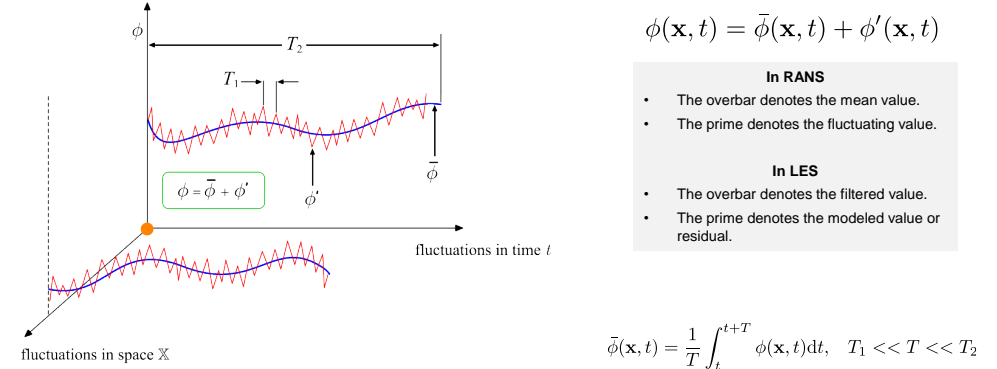 ϕ
T₂
T₁
ϕ = ϕ̅ + ϕ′
ϕ′
ϕ̅
fluctuations in time t
fluctuations in space 𝕏
ϕ(x, t) = ϕ̄(x, t) + ϕ′(x, t)
In RANS
• The overbar denotes the mean value.
• The prime denotes the fluctuating value.
In LES
• The overbar denotes the filtered value.
• The prime denotes the modeled value or
residual.
ϕ̄(x, t) = 1/T ∫ₜᵗ⁺ᵀ ϕ(x, t)dt, T₁ << T << T₂